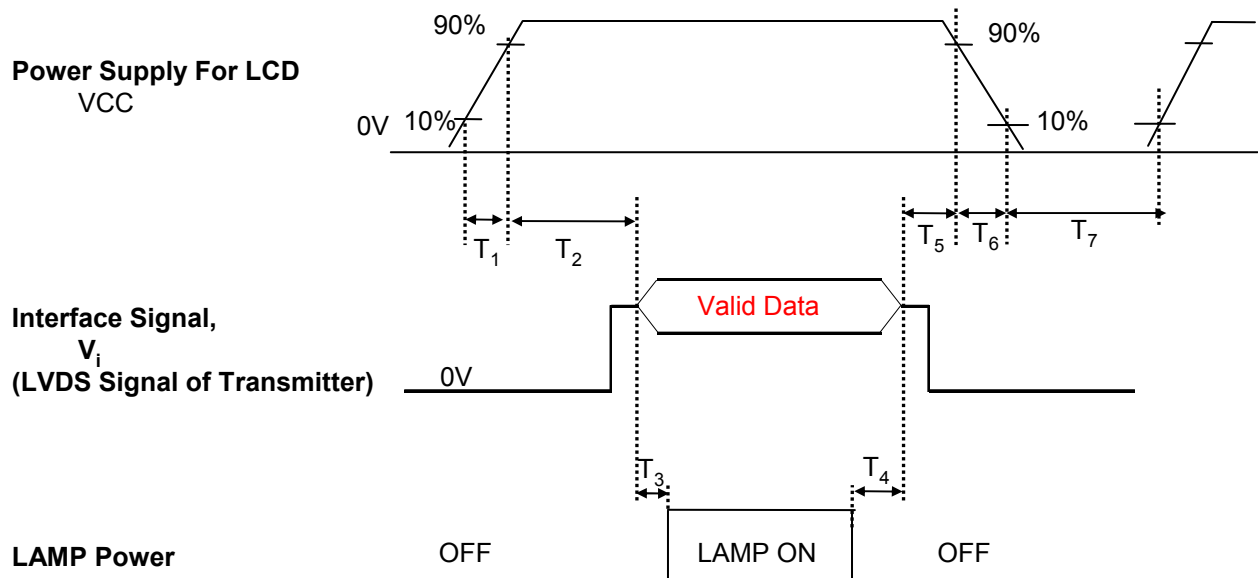 90%
90%
Power Supply For LCD
VCC
0V
10%
10%
T1
T2
T5
T6
T7
Valid Data
Interface Signal,
Vi
(LVDS Signal of Transmitter)
0V
T3
T4
LAMP Power
OFF
LAMP ON
OFF